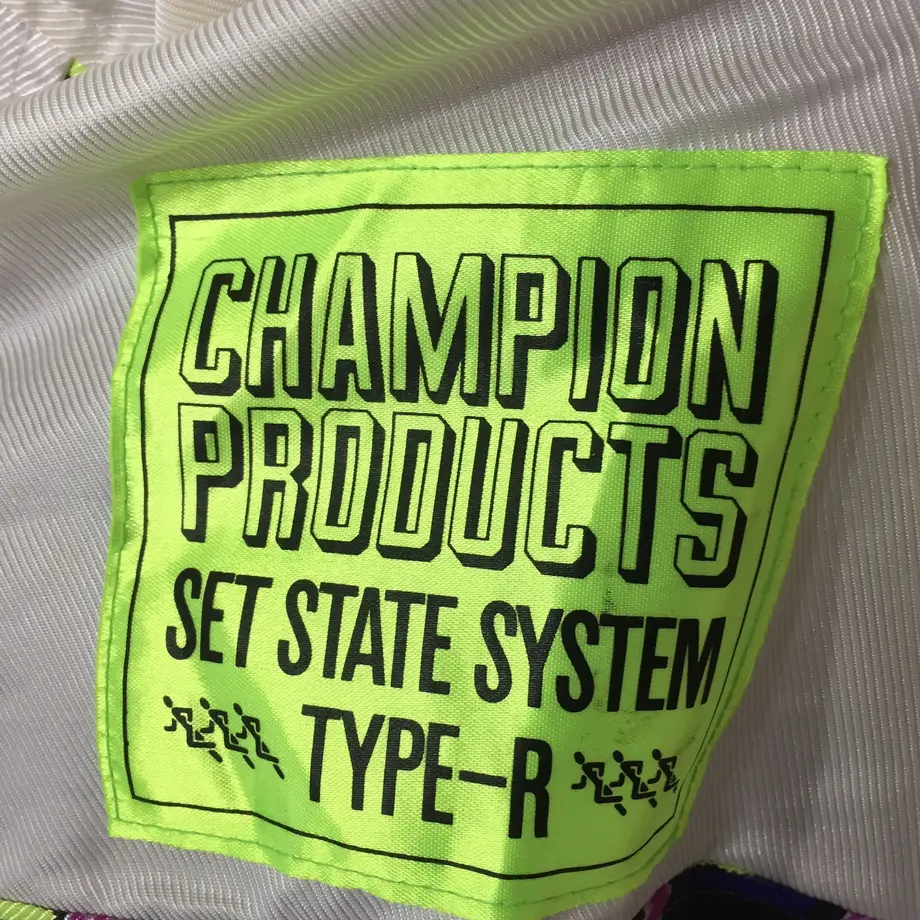 CHAMPION
PRODUCTS
SET STATE SYSTEM
TYPE-R